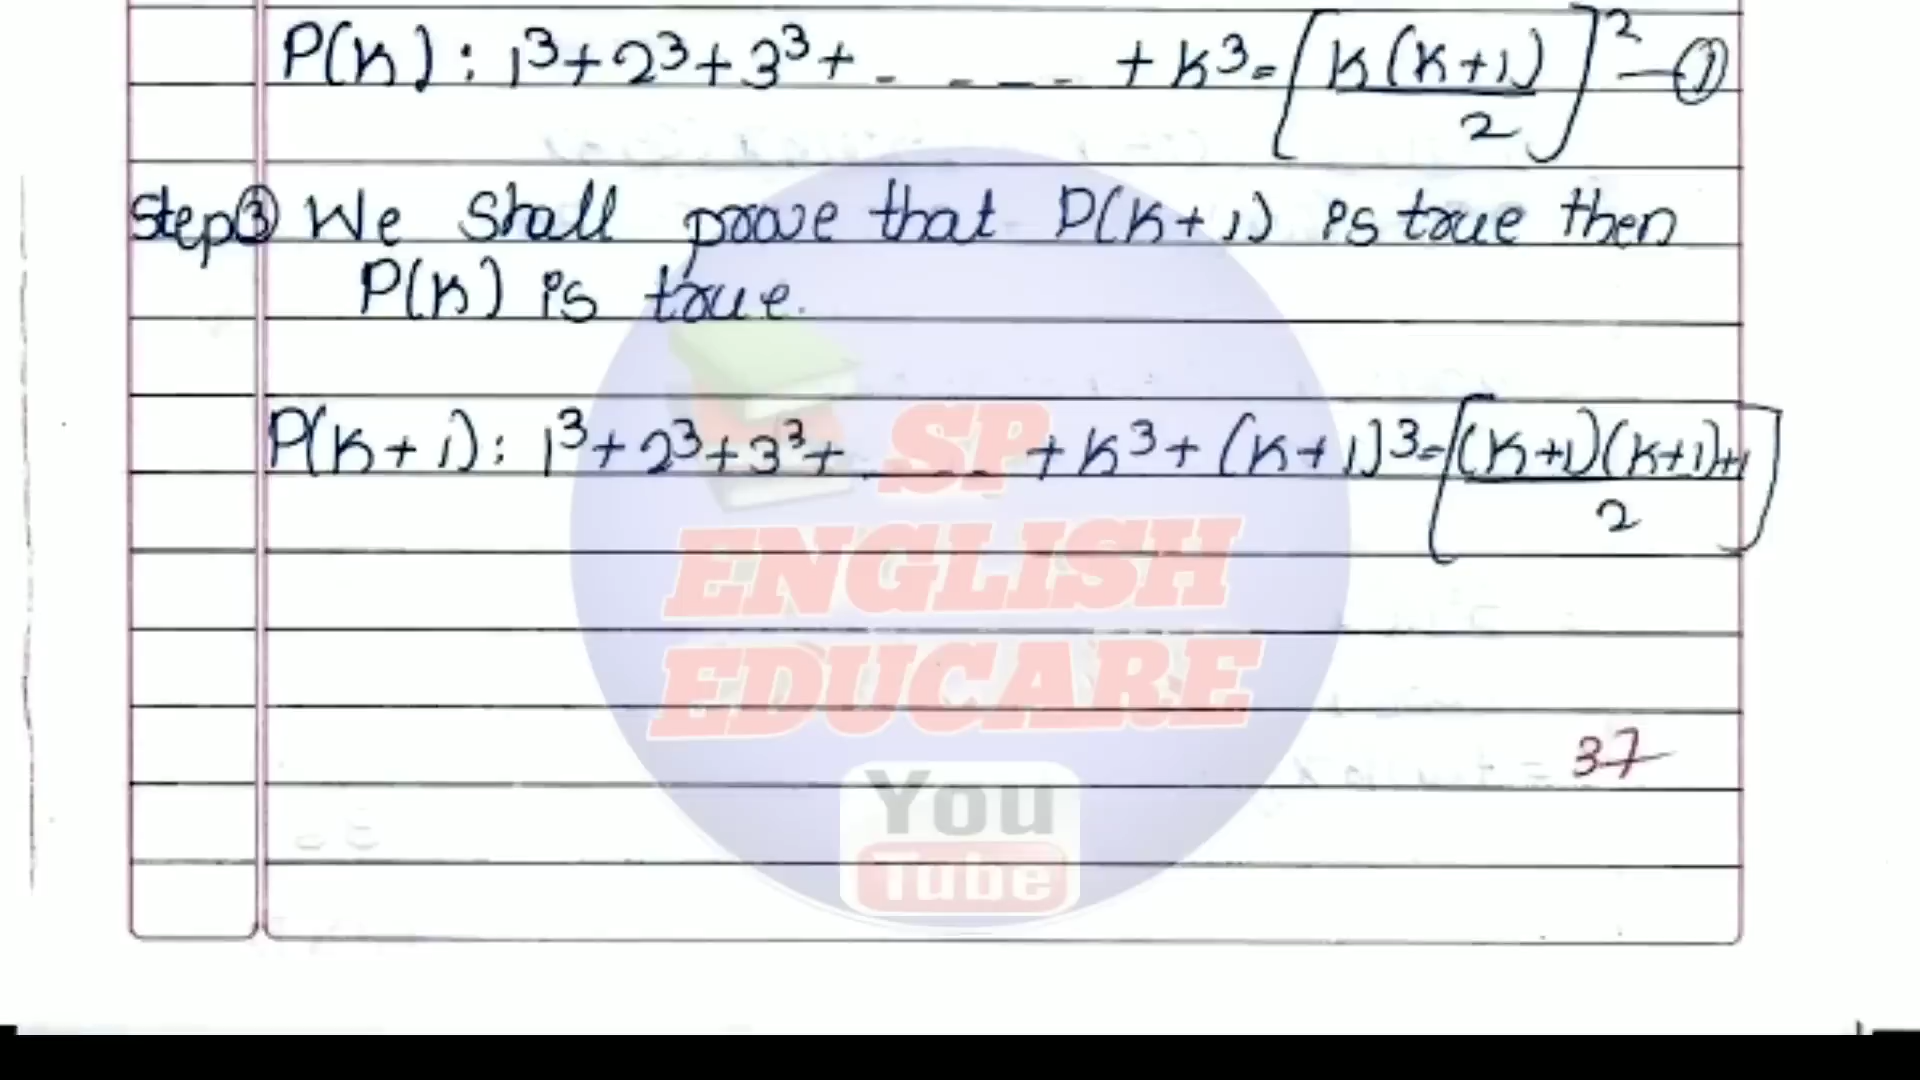 P(K) : 1³+2³+3³+ - - - - - + K³ = [K(K+1)/2]² —①
Step③ We shall prove that P(K+1) is true then
P(K) is true.
P(K+1) : 1³+2³+3³+ - - - - + K³ + (K+1)³ = [(K+1)(K+1)+1/2]
SP
ENGLISH
EDUCARE
You
Tube
37